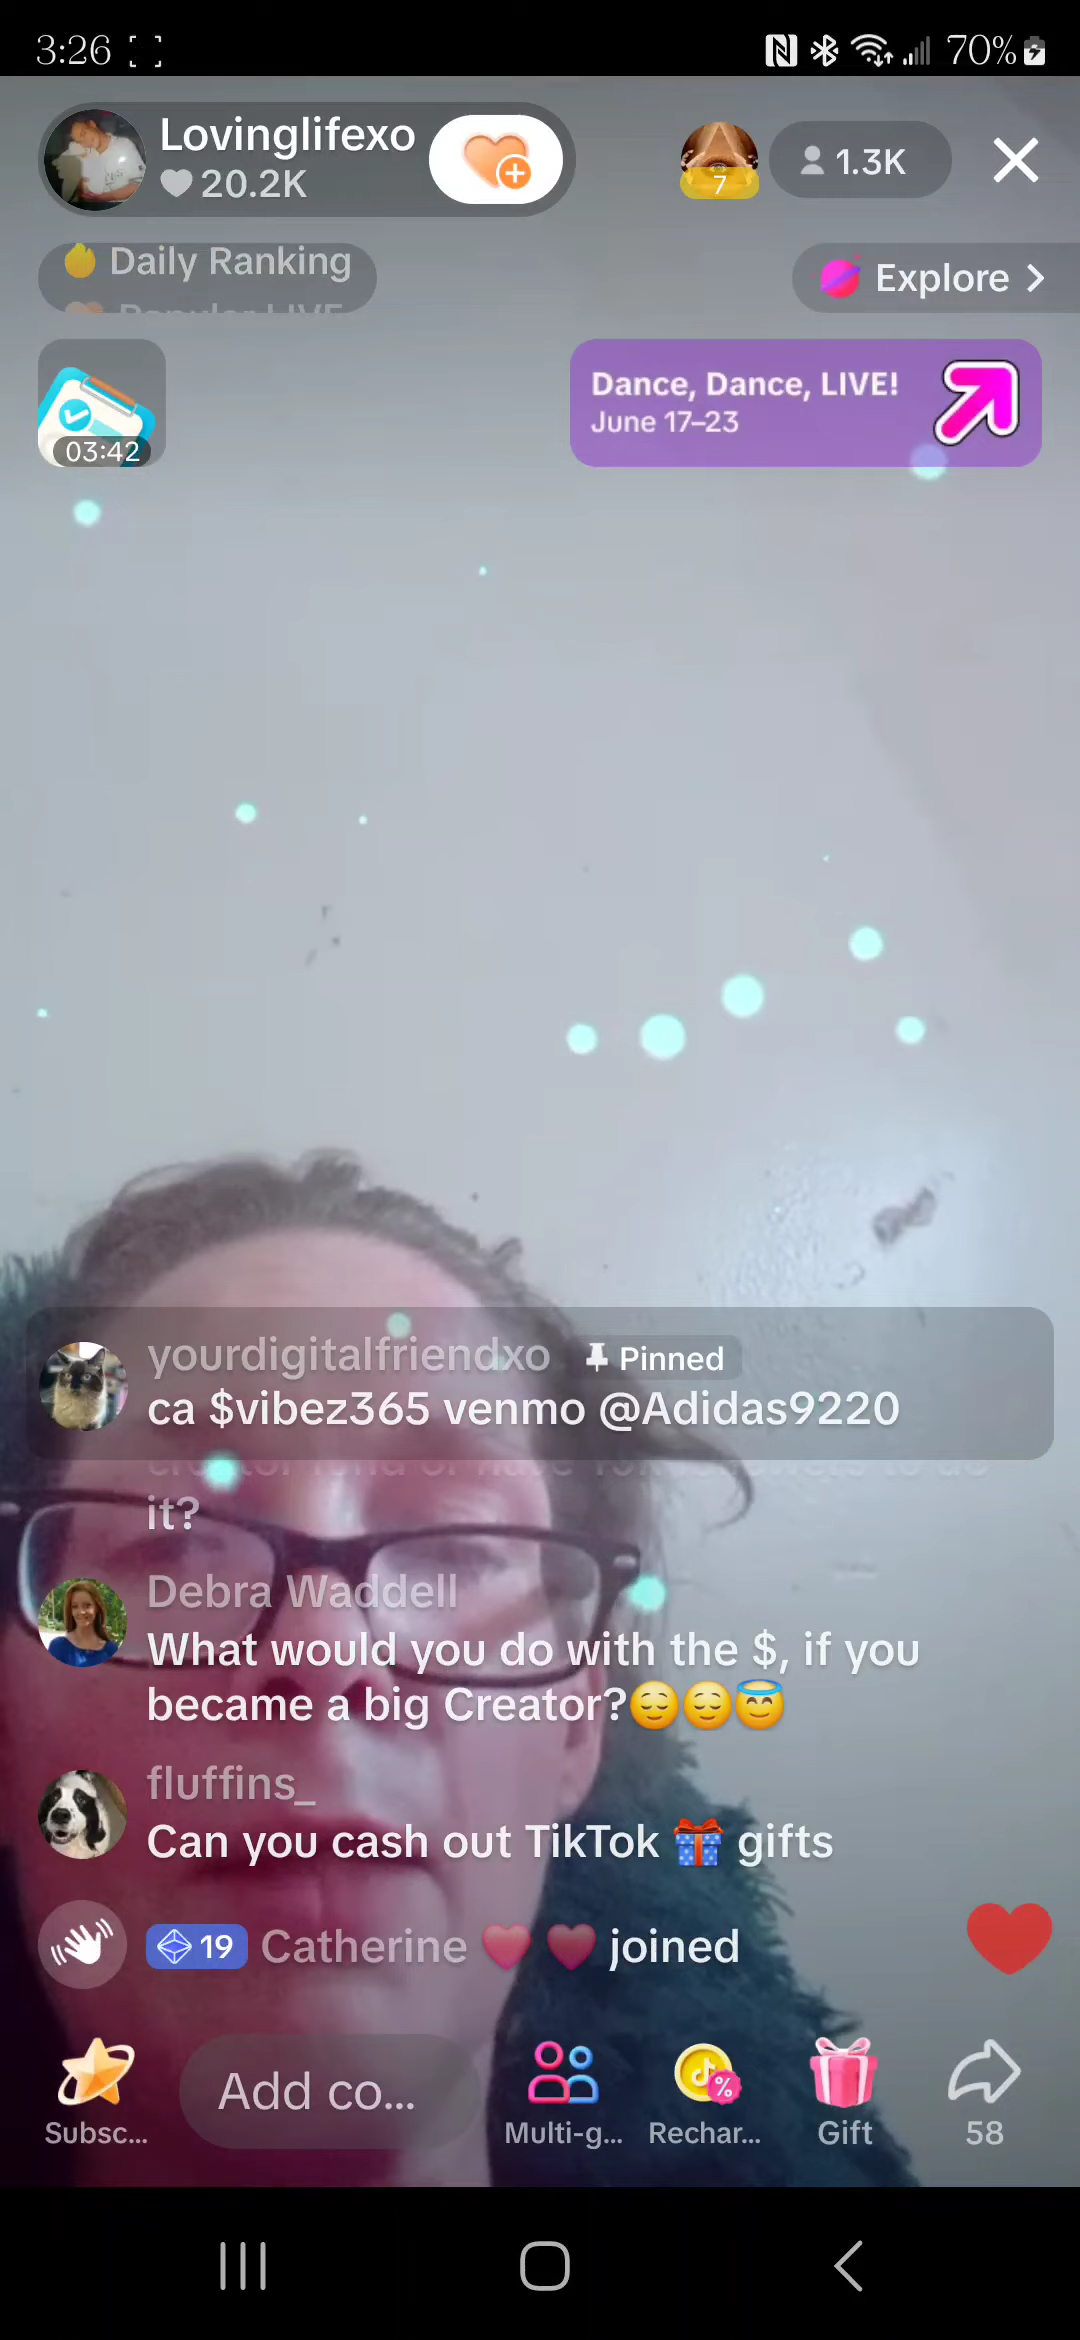 3:26
70%
Lovinglifexo
20.2K
7
1.3K
Daily Ranking
Popular LIVE
Explore
03:42
Dance, Dance, LIVE!
June 17–23
yourdigitalfriendxo Pinned
ca $vibez365 venmo @Adidas9220
it?
Debra Waddell
What would you do with the $, if you
became a big Creator?😌😌😇
fluffins_
Can you cash out TikTok 🎁 gifts
19 Catherine 💗 💗 joined
Subsc...
Add co...
Multi-g...
Rechar...
Gift
58